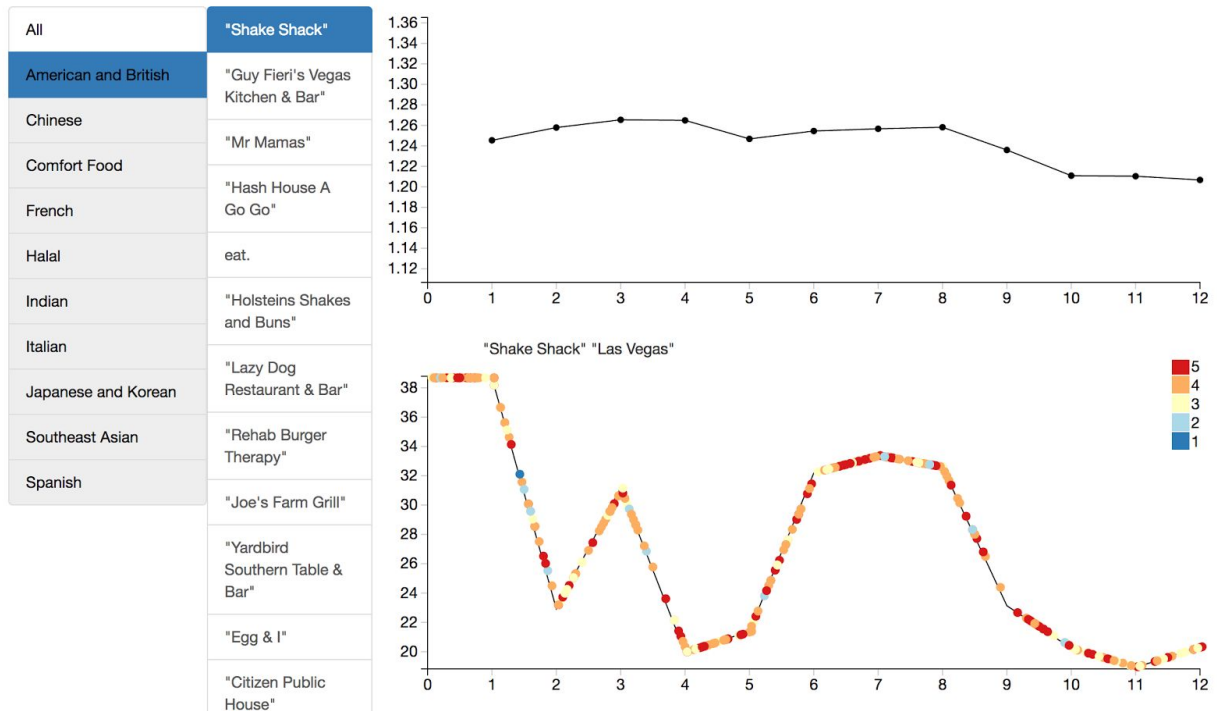 All
American and British
Chinese
Comfort Food
French
Halal
Indian
Italian
Japanese and Korean
Southeast Asian
Spanish
"Shake Shack"
"Guy Fieri's Vegas
Kitchen & Bar"
"Mr Mamas"
"Hash House A
Go Go"
eat.
"Holsteins Shakes
and Buns"
"Lazy Dog
Restaurant & Bar"
"Rehab Burger
Therapy"
"Joe's Farm Grill"
"Yardbird
Southern Table &
Bar"
"Egg & I"
"Citizen Public
House"
1.36
1.34
1.32
1.30
1.28
1.26
1.24
1.22
1.20
1.18
1.16
1.14
1.12
0 1 2 3 4 5 6 7 8 9 10 11 12
"Shake Shack" "Las Vegas"
5
4
3
2
1
38
36
34
32
30
28
26
24
22
20
0 1 2 3 4 5 6 7 8 9 10 11 12